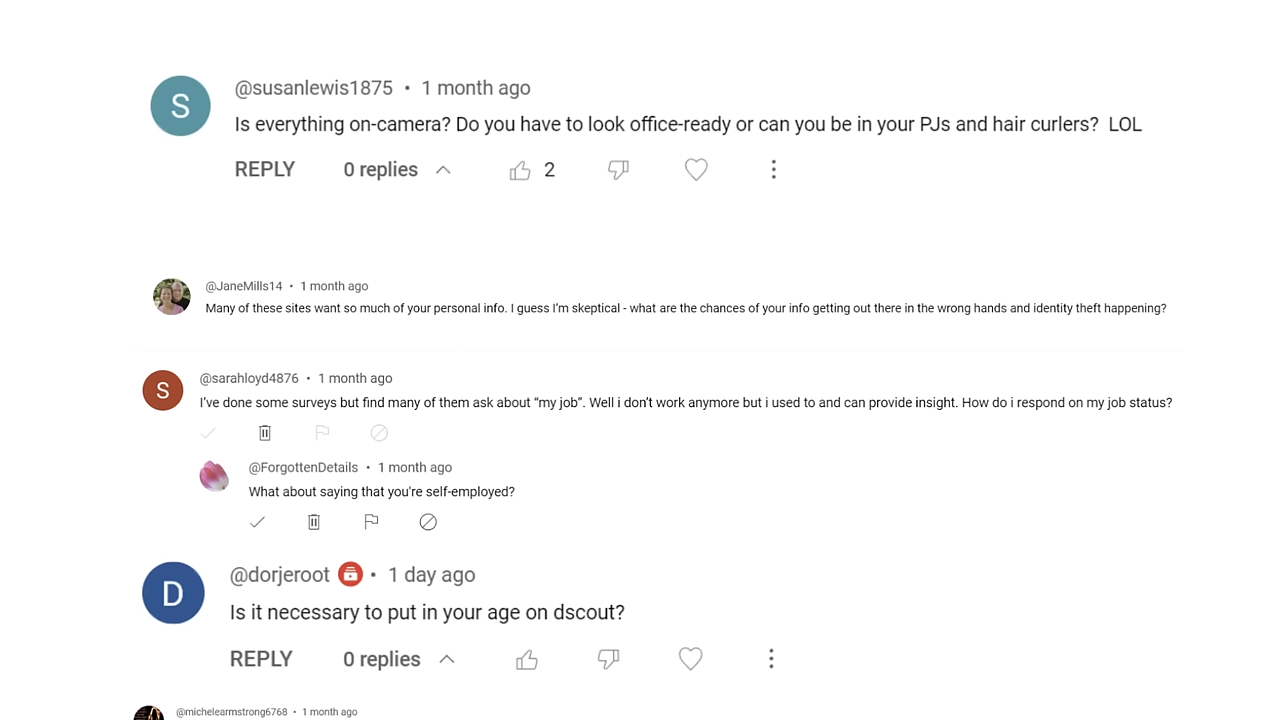 S
@susanlewis1875 • 1 month ago
Is everything on-camera? Do you have to look office-ready or can you be in your PJs and hair curlers? LOL
REPLY 0 replies 2
@JaneMills14 • 1 month ago
Many of these sites want so much of your personal info. I guess I'm skeptical - what are the chances of your info getting out there in the wrong hands and identity theft happening?
S
@sarahloyd4876 • 1 month ago
I've done some surveys but find many of them ask about “my job”. Well i don't work anymore but i used to and can provide insight. How do i respond on my job status?
@ForgottenDetails • 1 month ago
What about saying that you're self-employed?
D
@dorjeroot • 1 day ago
Is it necessary to put in your age on dscout?
REPLY 0 replies
@michelearmstrong6768 • 1 month ago